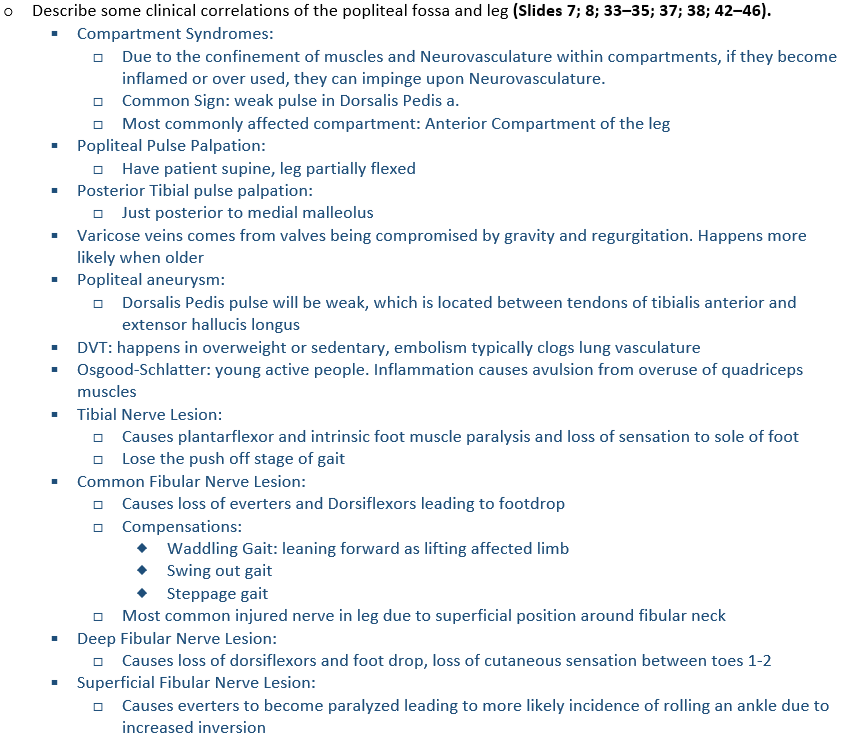 o Describe some clinical correlations of the popliteal fossa and leg (Slides 7; 8; 33–35; 37; 38; 42–46).
▪ Compartment Syndromes:
□ Due to the confinement of muscles and Neurovasculature within compartments, if they become
inflamed or over used, they can impinge upon Neurovasculature.
□ Common Sign: weak pulse in Dorsalis Pedis a.
□ Most commonly affected compartment: Anterior Compartment of the leg
▪ Popliteal Pulse Palpation:
□ Have patient supine, leg partially flexed
▪ Posterior Tibial pulse palpation:
□ Just posterior to medial malleolus
▪ Varicose veins comes from valves being compromised by gravity and regurgitation. Happens more
likely when older
▪ Popliteal aneurysm:
□ Dorsalis Pedis pulse will be weak, which is located between tendons of tibialis anterior and
extensor hallucis longus
▪ DVT: happens in overweight or sedentary, embolism typically clogs lung vasculature
▪ Osgood-Schlatter: young active people. Inflammation causes avulsion from overuse of quadriceps
muscles
▪ Tibial Nerve Lesion:
□ Causes plantarflexor and intrinsic foot muscle paralysis and loss of sensation to sole of foot
□ Lose the push off stage of gait
▪ Common Fibular Nerve Lesion:
□ Causes loss of everters and Dorsiflexors leading to footdrop
□ Compensations:
◆ Waddling Gait: leaning forward as lifting affected limb
◆ Swing out gait
◆ Steppage gait
□ Most common injured nerve in leg due to superficial position around fibular neck
▪ Deep Fibular Nerve Lesion:
□ Causes loss of dorsiflexors and foot drop, loss of cutaneous sensation between toes 1-2
▪ Superficial Fibular Nerve Lesion:
□ Causes everters to become paralyzed leading to more likely incidence of rolling an ankle due to
increased inversion